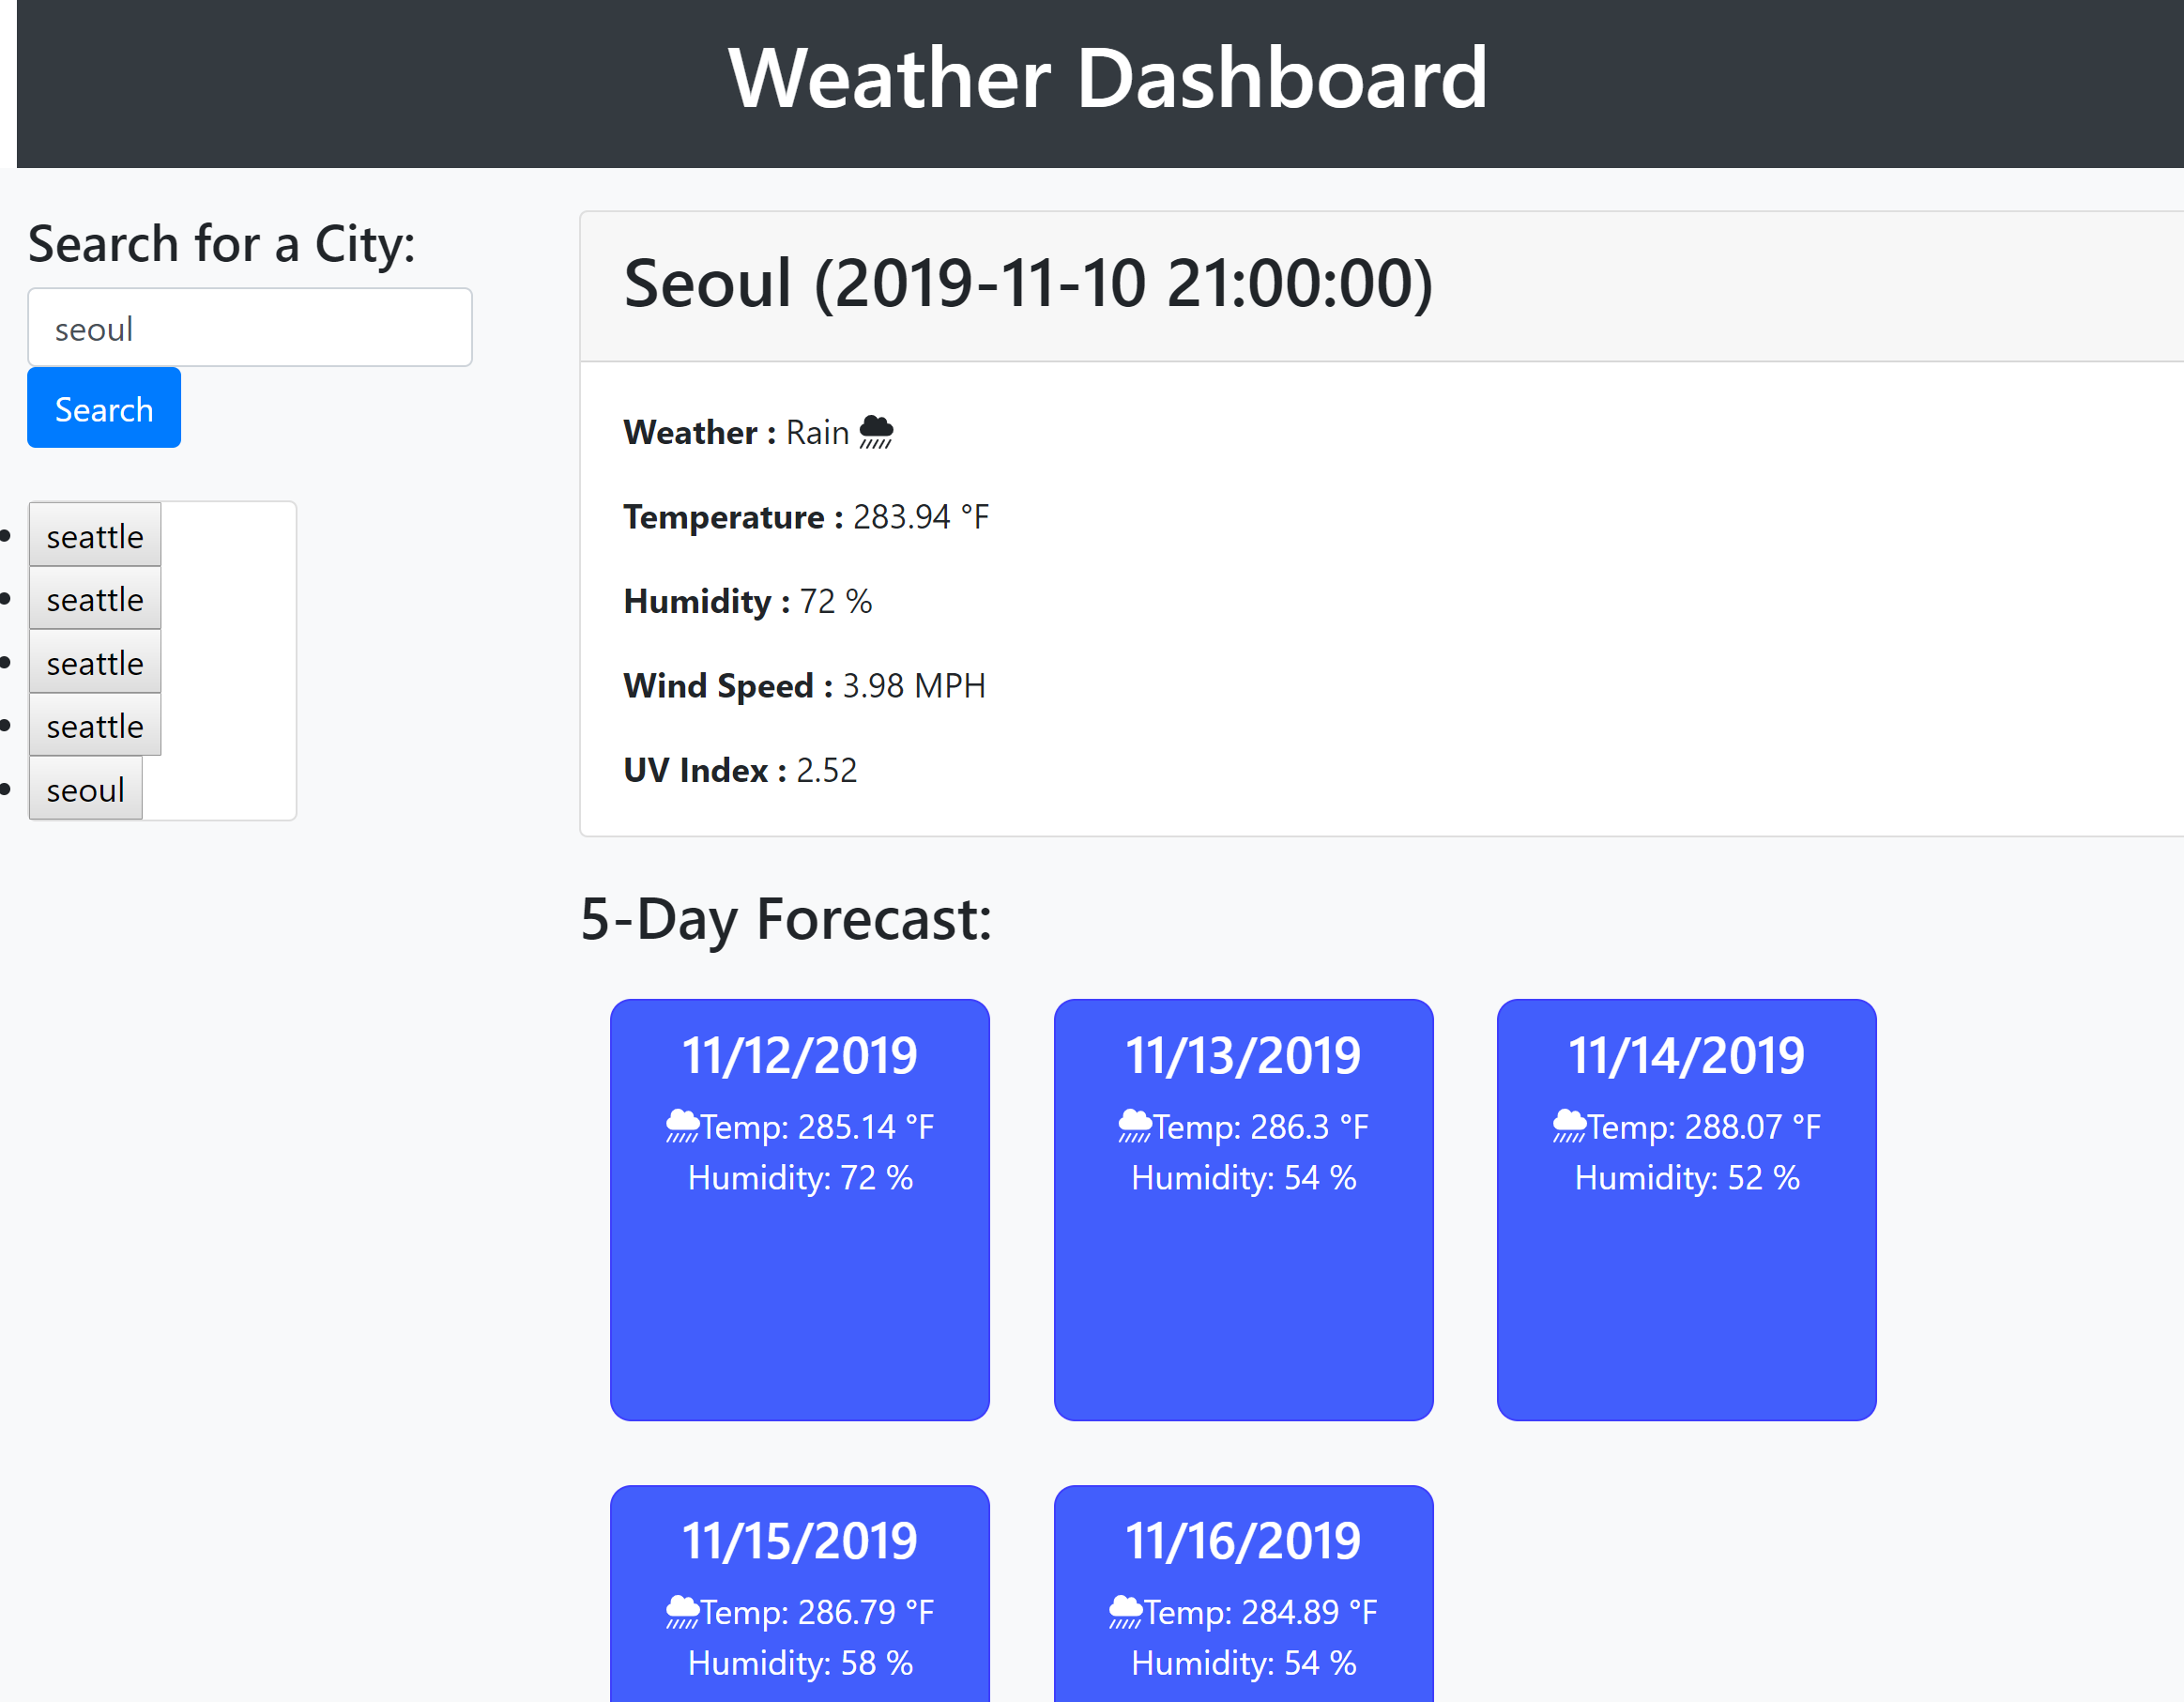 Weather Dashboard
Search for a City:
seoul
Search
seattle
seattle
seattle
seattle
seoul
Seoul (2019-11-10 21:00:00)
Weather : Rain
Temperature : 283.94 °F
Humidity : 72 %
Wind Speed : 3.98 MPH
UV Index : 2.52
5-Day Forecast:
11/12/2019
Temp: 285.14 °F
Humidity: 72 %
11/13/2019
Temp: 286.3 °F
Humidity: 54 %
11/14/2019
Temp: 288.07 °F
Humidity: 52 %
11/15/2019
Temp: 286.79 °F
Humidity: 58 %
11/16/2019
Temp: 284.89 °F
Humidity: 54 %